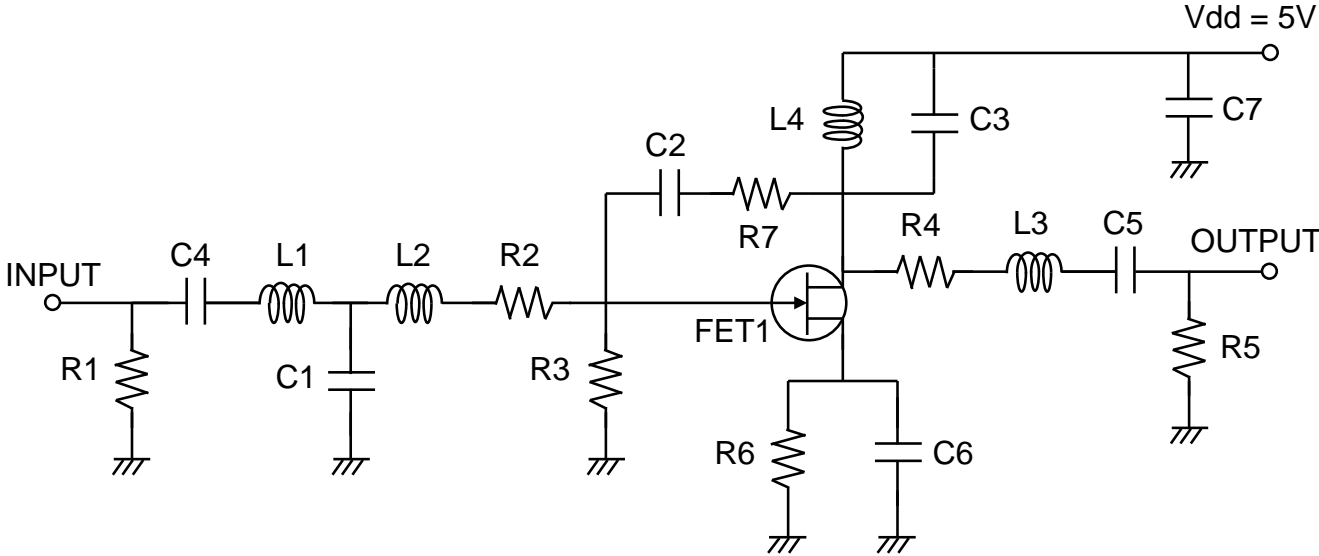 Vdd = 5V
L4
C3
C7
C2
R7
R4
L3
C5
OUTPUT
INPUT
C4
L1
L2
R2
FET1
R1
C1
R3
R5
R6
C6